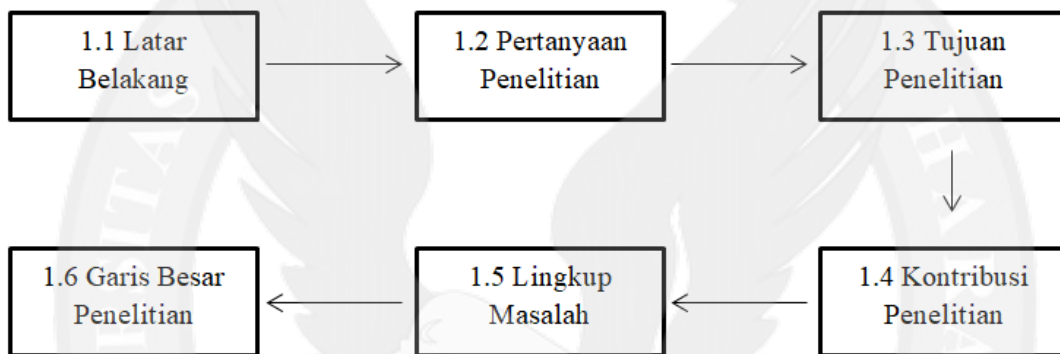 1.1 Latar
Belakang
1.2 Pertanyaan
Penelitian
1.3 Tujuan
Penelitian
1.4 Kontribusi
Penelitian
1.5 Lingkup
Masalah
1.6 Garis Besar
Penelitian